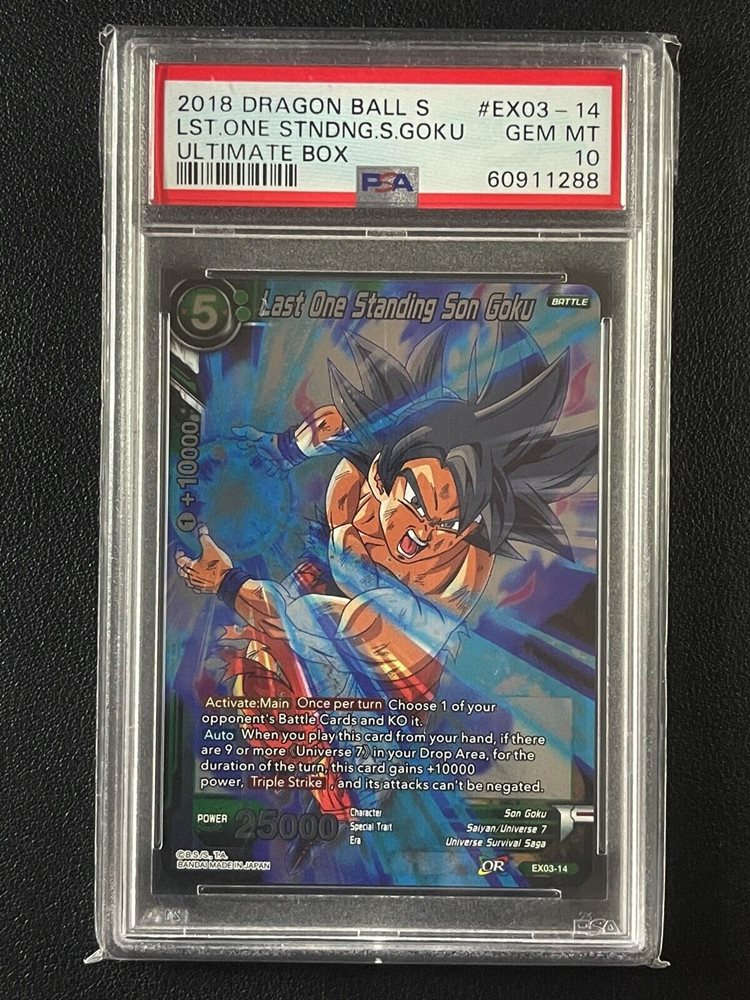 2018 DRAGON BALL S #EX03-14
LST.ONE STNDNG.S.GOKU GEM MT
ULTIMATE BOX 10
PSA 60911288
5 Last One Standing Son Goku BATTLE
1 +10000
Activate:Main Once per turn Choose 1 of your
opponent's Battle Cards and KO it.
Auto When you play this card from your hand, if there
are 9 or more 《Universe 7》 in your Drop Area, for the
duration of the turn, this card gains +10000
power, Triple Strike , and its attacks can't be negated.
POWER 25000
Character Son Goku
Special Trait Saiyan/Universe 7
Era Universe Survival Saga
©B.S/S., T.A.
BANDAI MADE IN JAPAN
OR EX03-14
PSA